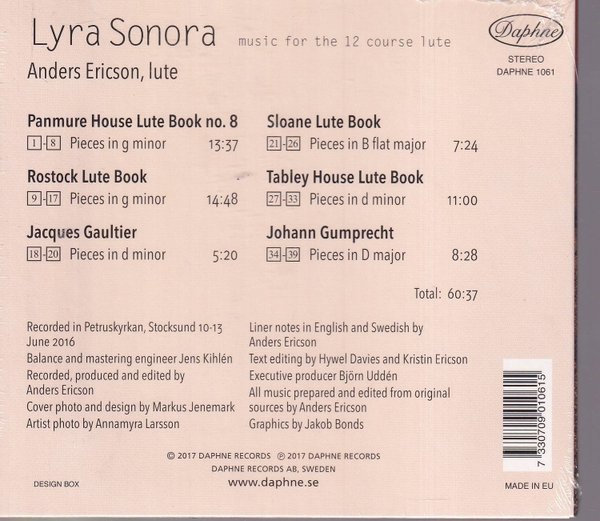 Lyra Sonora music for the 12 course lute
Anders Ericson, lute
Daphne
STEREO
DAPHNE 1061
Panmure House Lute Book no. 8
1-8 Pieces in g minor 13:37
Rostock Lute Book
9-17 Pieces in g minor 14:48
Jacques Gaultier
18-20 Pieces in d minor 5:20
Sloane Lute Book
21-26 Pieces in B flat major 7:24
Tabley House Lute Book
27-33 Pieces in d minor 11:00
Johann Gumprecht
34-39 Pieces in D major 8:28
Total: 60:37
Recorded in Petruskyrkan, Stocksund 10-13
June 2016
Balance and mastering engineer Jens Kihlén
Recorded, produced and edited by
Anders Ericson
Cover photo and design by Markus Jenemark
Artist photo by Annamyra Larsson
Liner notes in English and Swedish by
Anders Ericson
Text editing by Hywel Davies and Kristin Ericson
Executive producer Björn Uddén
All music prepared and edited from original
sources by Anders Ericson
Graphics by Jakob Bonds
© 2017 DAPHNE RECORDS ℗ 2017 DAPHNE RECORDS
DAPHNE RECORDS AB, SWEDEN
www.daphne.se
DESIGN BOX
7 330709 010615
MADE IN EU